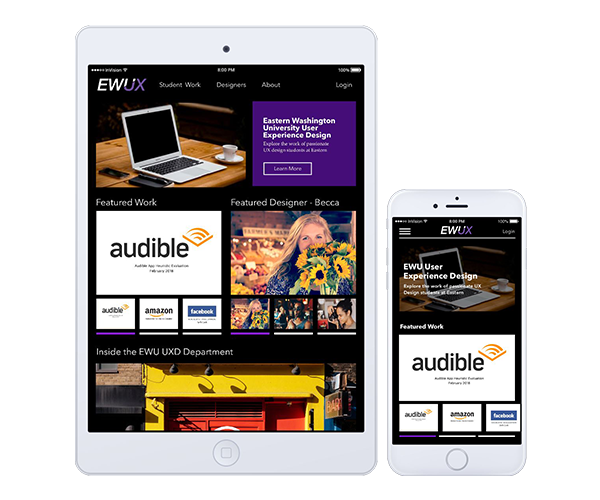 ●●●●○ InVision
8:00 PM
100%
EWUX
Student Work
Designers
About
Login
Eastern Washington
University User
Experience Design
Explore the work of passionate
UX design students at Eastern
Learn More
Featured Work
Featured Designer - Becca
audible
Audible App Heuristic Evaluation
February 2018
audible
amazon
facebook
Inside the EWU UXD Department
BAR
●●●●○ InVision
8:00 PM
100%
EWUX
Login
EWU User
Experience Design
Explore the work of passionate UX
Design students at Eastern
Featured Work
audible
Audible App Heuristic Evaluation
February 2018
audible
amazon
facebook